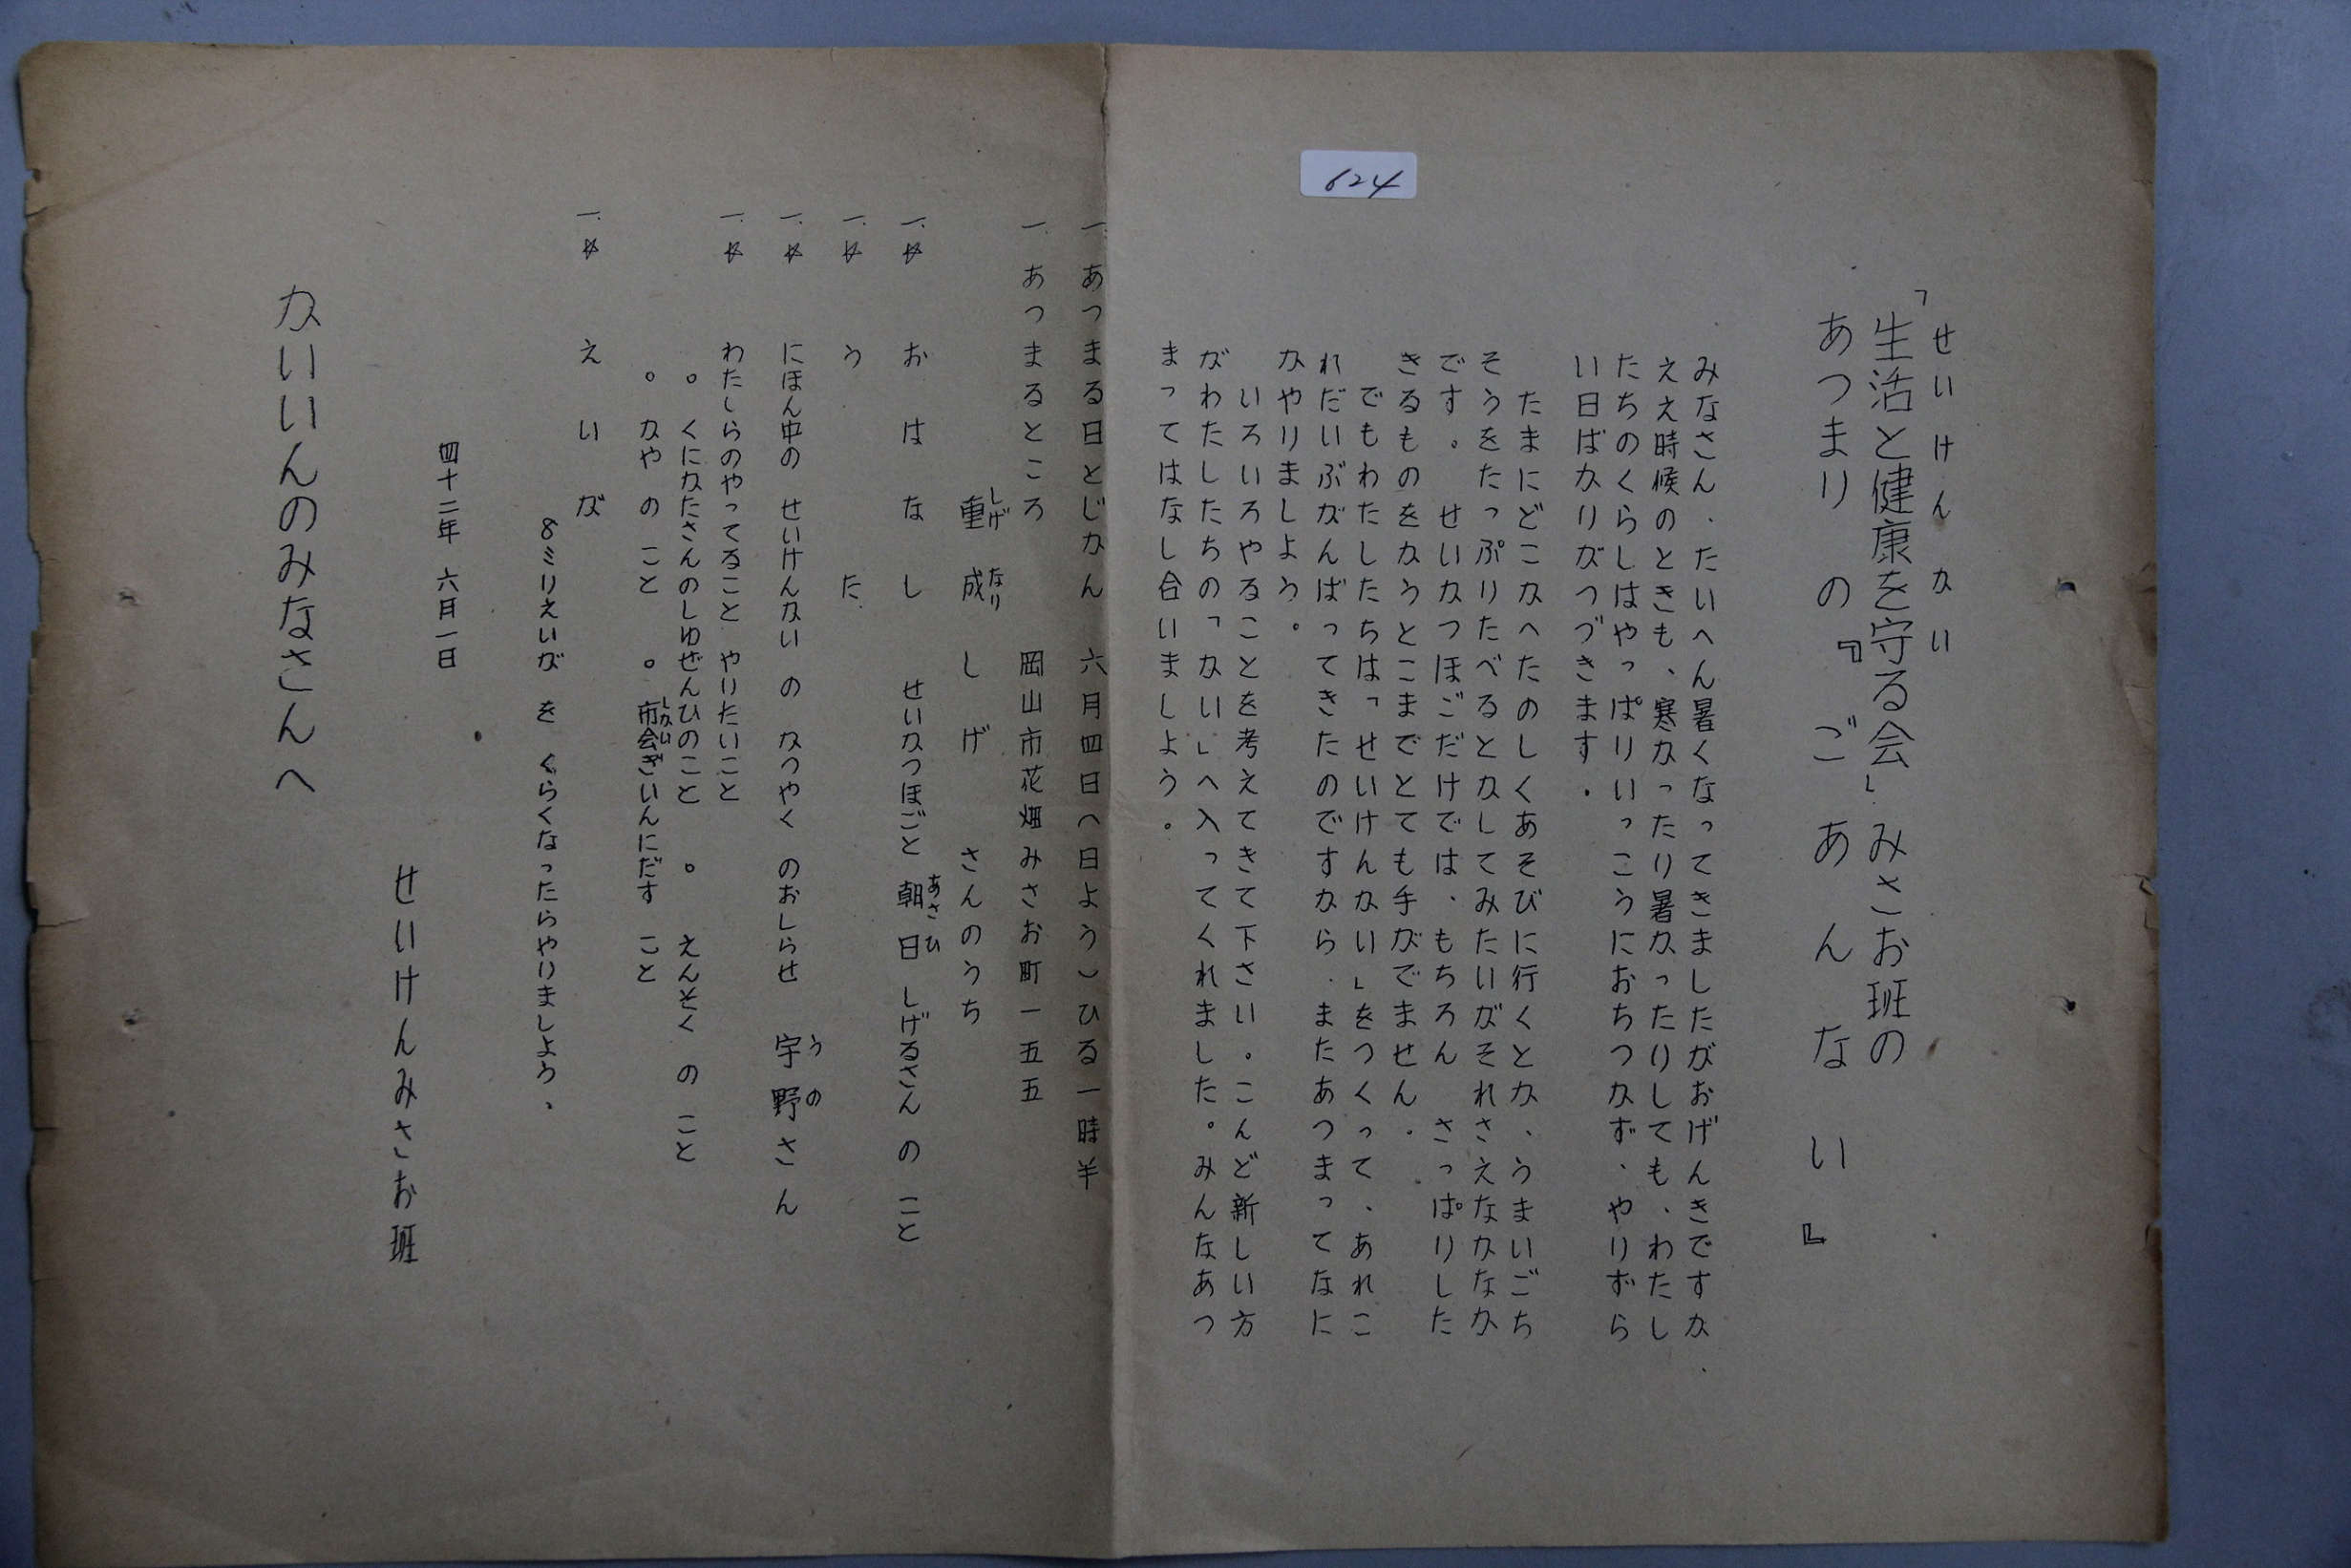 624
せいけんかい
「生活と健康を守る会」みさお班の
あつまりの『ごあんない』
みなさん、たいへん暑くなってきましたがおげんきですか、
ええ時候のときも、寒かったり暑かったりしても、わたし
たちのくらしはやっぱりいっこうにおちつかず、やりずら
い日ばかりがつづきます。
たまにどこかへたのしくあそびに行くとか、うまいごち
そうをたっぷりたべるとかしてみたいがそれさえなかなか
です。せいかつほごだけでは、もちろん さっぱりした
きるものをかうとこまでとても手がでません。
でもわたしたちは「せいけんかい」をつくって、あれこ
れだいぶがんばってきたのですから、またあつまってなに
かやりましよう。
いろいろやることを考えてきて下さい。こんど新しい方
がわたしたちの「かい」へ入ってくれました。みんなあつ
まってはなし合いましよう。
一、あつまる日とじかん 六月四日(日よう)ひる一時半
一、あつまるところ 岡山市花畑みさお町一五五
重成しげ さんのうち
しげ なり
一、☆ おはなし せいかつほごと 朝日 しげるさん のこと
あさひ
一、☆ うた
一、☆ にほん中の せいけんかい の かつやく のおしらせ 宇野さん
うの
一、☆ わたしらのやってること やりたいこと
。くにかたさんのしゆぜんひのこと 。えんそく のこと
。かや のこと 。市会ぎいんにだす こと
しかい
一、☆ えいが
8ミリえいが を くらくなったらやりましよう、
四十二年 六月一日
せいけんみさお班
かいいんのみなさんへ